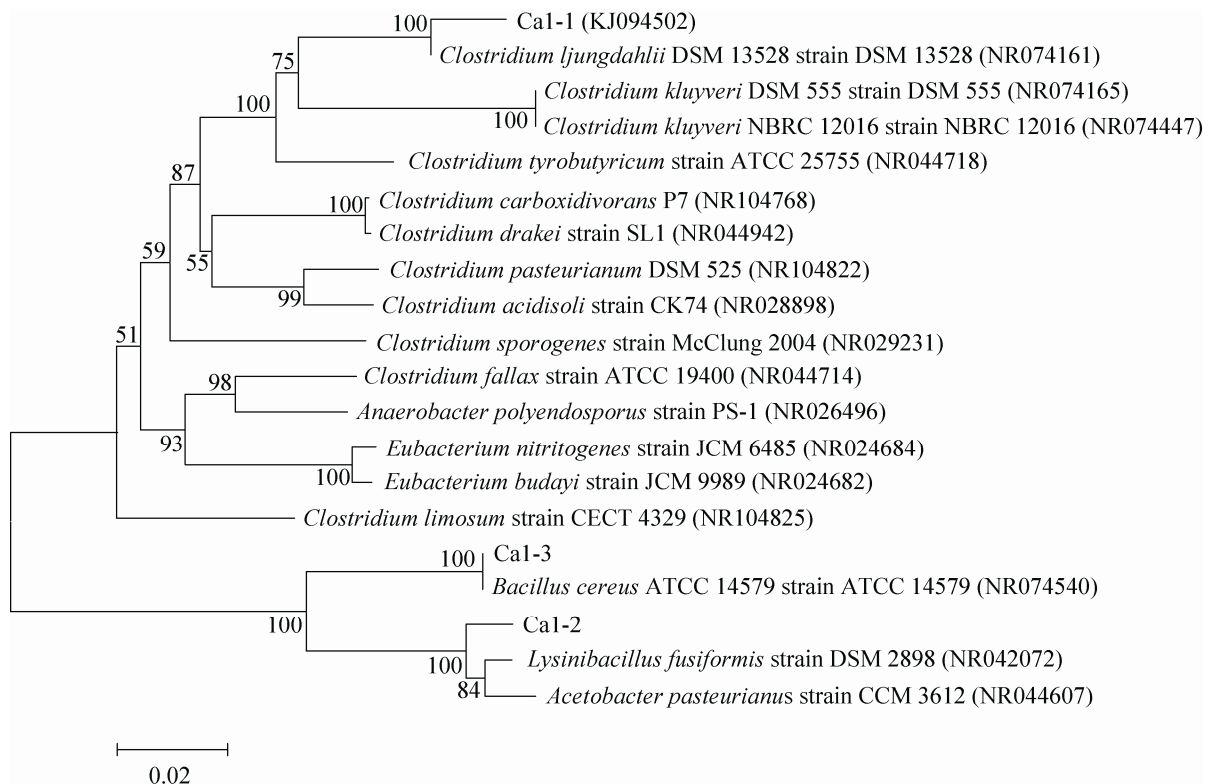 100
Ca1-1 (KJ094502)
Clostridium ljungdahlii DSM 13528 strain DSM 13528 (NR074161)
75
Clostridium kluyveri DSM 555 strain DSM 555 (NR074165)
100
100
Clostridium kluyveri NBRC 12016 strain NBRC 12016 (NR074447)
Clostridium tyrobutyricum strain ATCC 25755 (NR044718)
87
100
Clostridium carboxidivorans P7 (NR104768)
Clostridium drakei strain SL1 (NR044942)
59
55
Clostridium pasteurianum DSM 525 (NR104822)
99
Clostridium acidisoli strain CK74 (NR028898)
51
Clostridium sporogenes strain McClung 2004 (NR029231)
98
Clostridium fallax strain ATCC 19400 (NR044714)
Anaerobacter polyendosporus strain PS-1 (NR026496)
93
Eubacterium nitritogenes strain JCM 6485 (NR024684)
100
Eubacterium budayi strain JCM 9989 (NR024682)
Clostridium limosum strain CECT 4329 (NR104825)
100
Ca1-3
Bacillus cereus ATCC 14579 strain ATCC 14579 (NR074540)
100
Ca1-2
100
Lysinibacillus fusiformis strain DSM 2898 (NR042072)
84
Acetobacter pasteurianus strain CCM 3612 (NR044607)
0.02